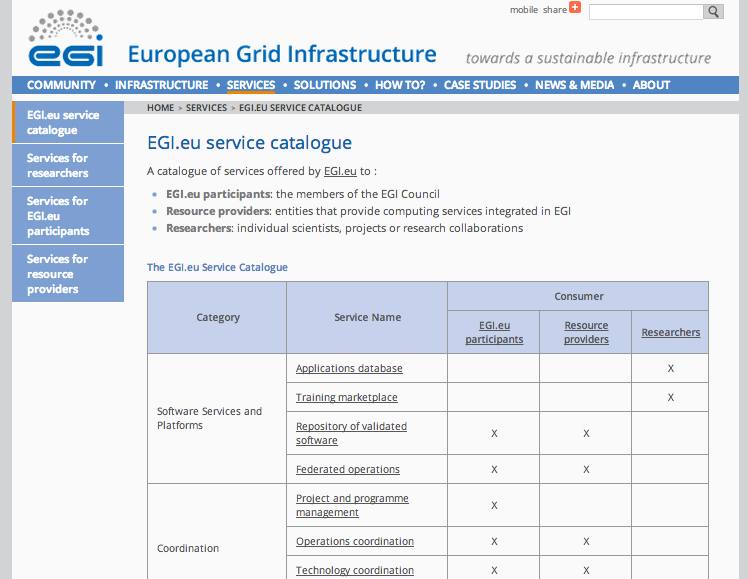 mobile share
egi
European Grid Infrastructure
towards a sustainable infrastructure
COMMUNITY • INFRASTRUCTURE • SERVICES • SOLUTIONS • HOW TO? • CASE STUDIES • NEWS & MEDIA • ABOUT
EGI.eu service
catalogue
Services for
researchers
Services for
EGI.eu
participants
Services for
resource
providers
HOME > SERVICES > EGI.EU SERVICE CATALOGUE
EGI.eu service catalogue
A catalogue of services offered by EGI.eu to :
• EGI.eu participants: the members of the EGI Council
• Resource providers: entities that provide computing services integrated in EGI
• Researchers: individual scientists, projects or research collaborations
The EGI.eu Service Catalogue
Category
Service Name
Consumer
EGI.eu
participants
Resource
providers
Researchers
Software Services and
Platforms
Applications database
X
Training marketplace
X
Repository of validated
software
X X
Federated operations
X X
Coordination
Project and programme
management
X
Operations coordination
X X
Technology coordination
X X